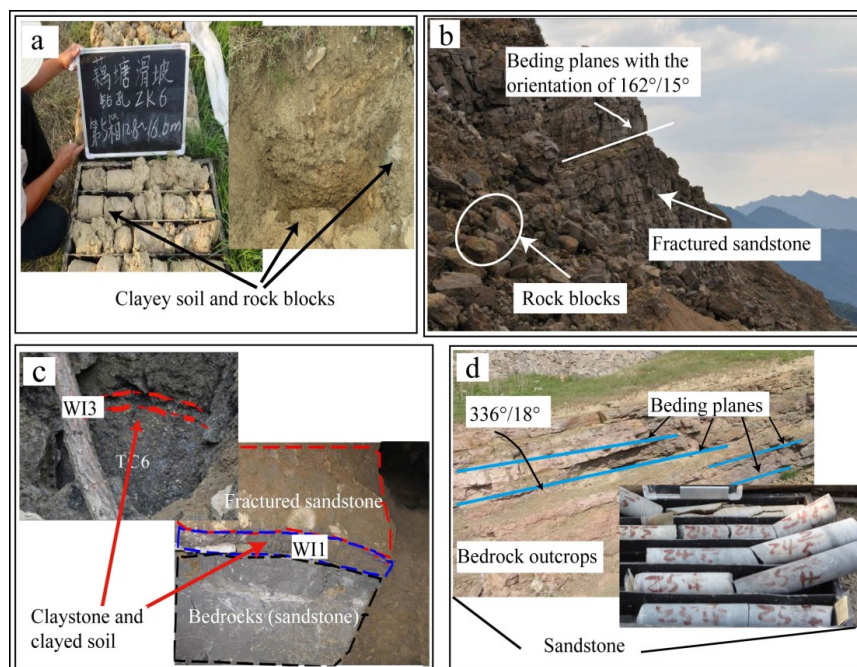 a
藕塘滑坡
钻孔ZK6
第5箱12.8~16.0m
Clayey soil and rock blocks
b
Beding planes with the
orientation of 162°/15°
Fractured sandstone
Rock blocks
c
WI3
TC6
Fractured sandstone
WI1
Claystone and
clayed soil
Bedrocks (sandstone)
d
336°/18°
Beding planes
Bedrock outcrops
Sandstone